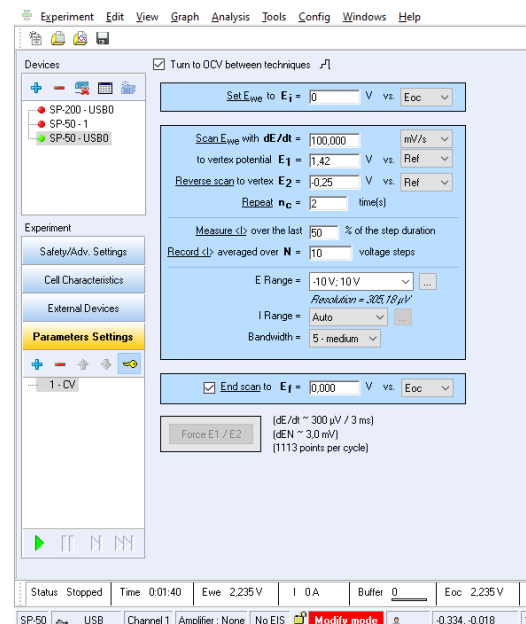 Experiment Edit View Graph Analysis Tools Config Windows Help
Devices
SP-200 - USB0
SP-50 - 1
SP-50 - USB0
Turn to OCV between techniques
Set Ewe to Ei = 0 V vs. Eoc
Scan Ewe with dE/dt = 100,000 mV/s
to vertex potential E1 = 1,42 V vs. Ref
Reverse scan to vertex E2 = -0,25 V vs. Ref
Repeat nc = 2 time(s)
Measure <I> over the last 50 % of the step duration
Record <I> averaged over N = 10 voltage steps
E Range = -10 V; 10 V ...
Resolution = 305,18 µV
I Range = Auto ...
Bandwidth = 5 - medium
End scan to Ef = 0,000 V vs. Eoc
Force E1 / E2
(dE/dt ~ 300 µV / 3 ms)
(dEN ~ 3,0 mV)
(1113 points per cycle)
Experiment
Safety/Adv. Settings
Cell Characteristics
External Devices
Parameters Settings
1 - CV
Status Stopped Time 0:01:40 Ewe 2,235 V I 0 A Buffer 0 Eoc 2,235 V
SP-50 USB Channel 1 Amplifier : None No EIS Modify mode -0.334, -0.018